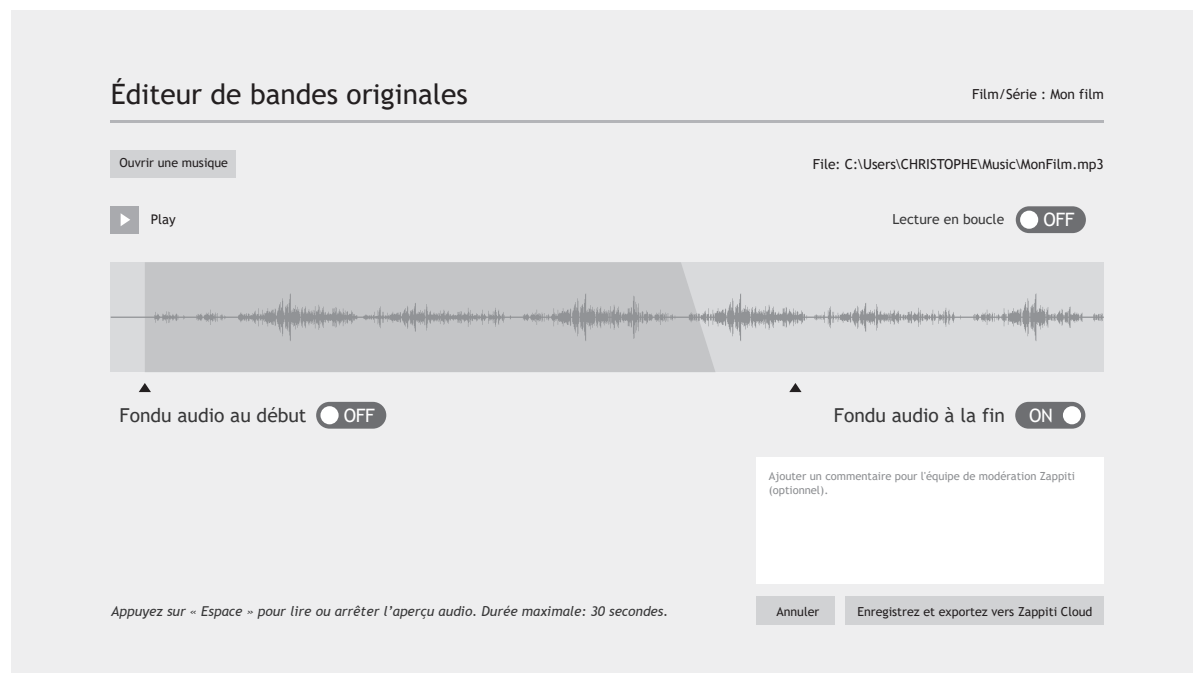 Éditeur de bandes originales
Film/Série : Mon film
Ouvrir une musique
File: C:\Users\CHRISTOPHE\Music\MonFilm.mp3
Play
Lecture en boucle
OFF
Fondu audio au début
OFF
Fondu audio à la fin
ON
Ajouter un commentaire pour l'équipe de modération Zappiti
(optionnel).
Appuyez sur « Espace » pour lire ou arrêter l’aperçu audio. Durée maximale: 30 secondes.
Annuler
Enregistrez et exportez vers Zappiti Cloud